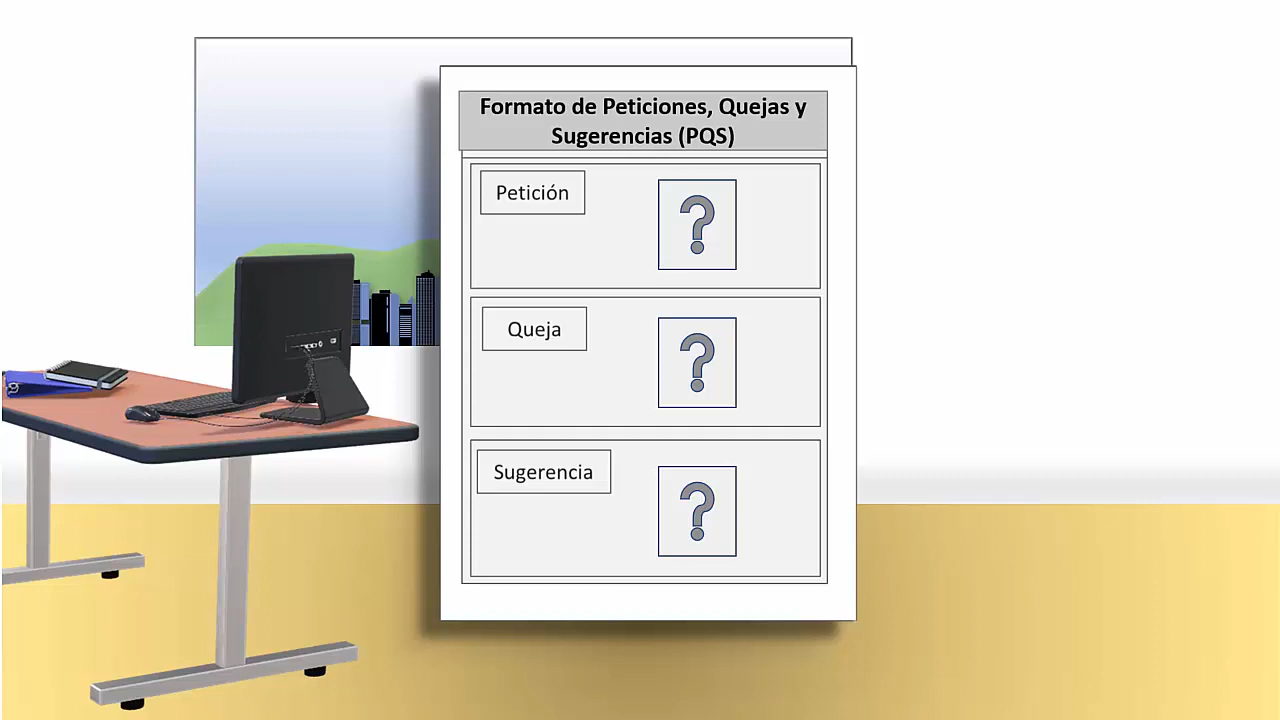 Formato de Peticiones, Quejas y
Sugerencias (PQS)
Petición
?
Queja
?
Sugerencia
?